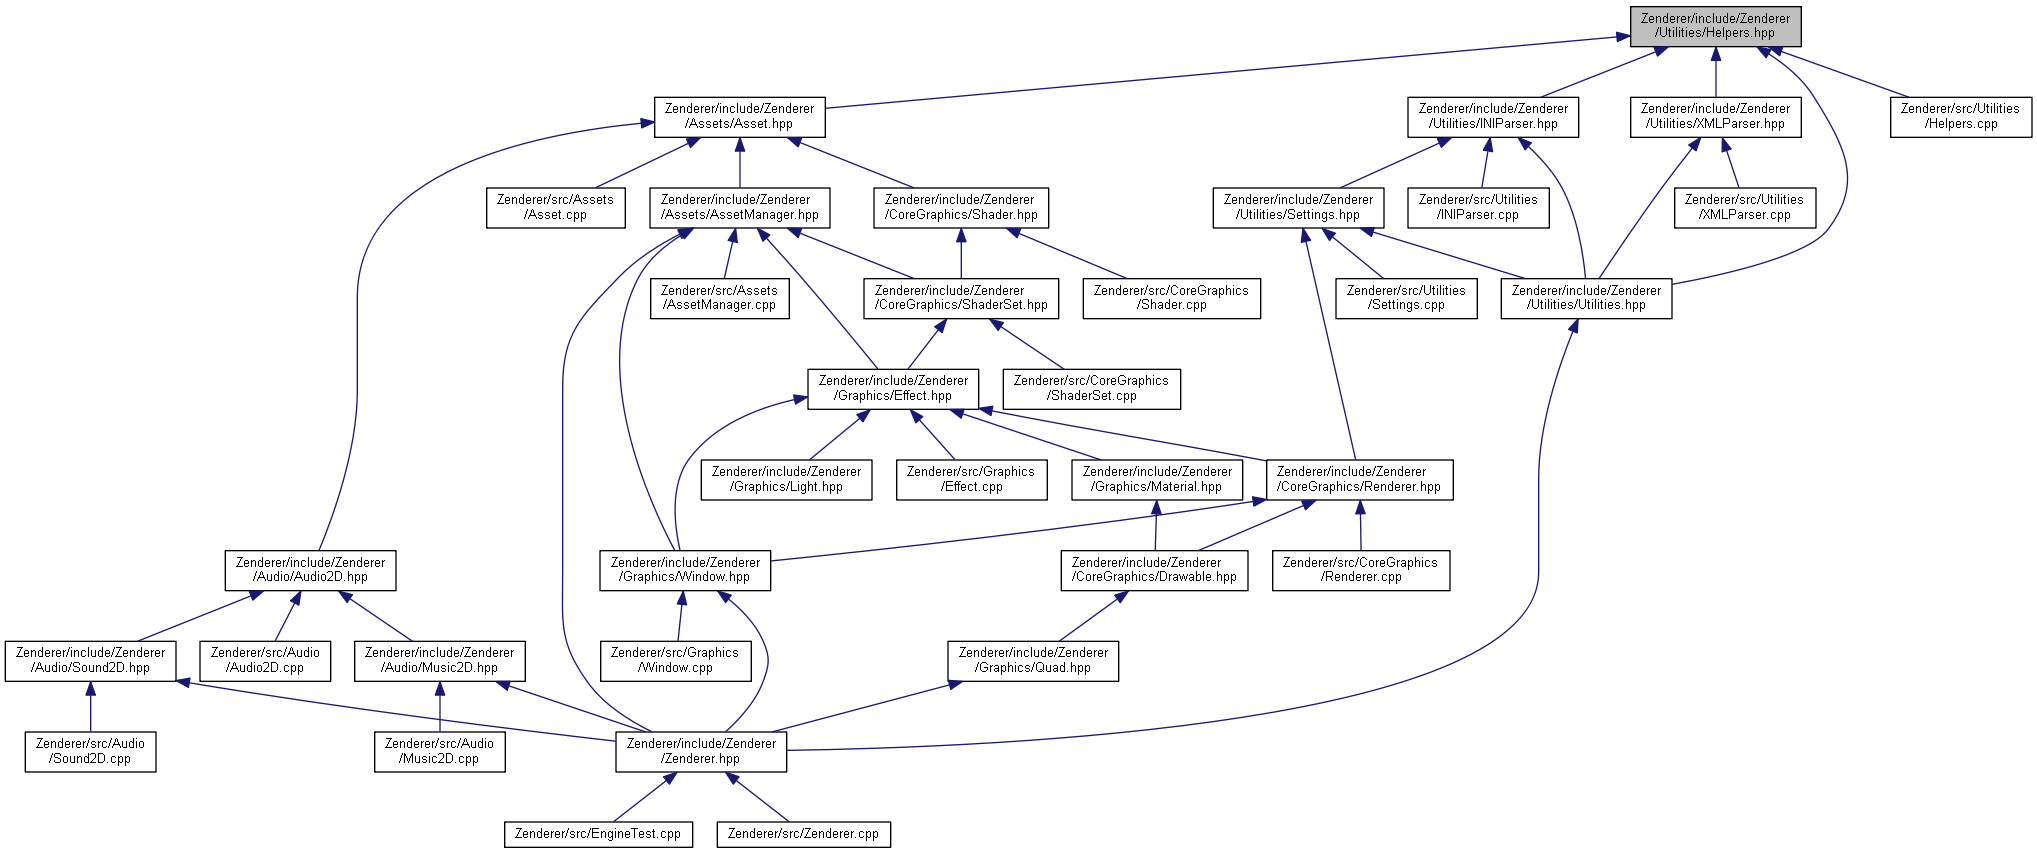 Zenderer/include/Zenderer
/Utilities/Helpers.hpp
Zenderer/include/Zenderer
/Assets/Asset.hpp
Zenderer/include/Zenderer
/Utilities/INIParser.hpp
Zenderer/include/Zenderer
/Utilities/XMLParser.hpp
Zenderer/src/Utilities
/Helpers.cpp
Zenderer/src/Assets
/Asset.cpp
Zenderer/include/Zenderer
/Assets/AssetManager.hpp
Zenderer/include/Zenderer
/CoreGraphics/Shader.hpp
Zenderer/include/Zenderer
/Utilities/Settings.hpp
Zenderer/src/Utilities
/INIParser.cpp
Zenderer/src/Utilities
/XMLParser.cpp
Zenderer/src/Assets
/AssetManager.cpp
Zenderer/include/Zenderer
/CoreGraphics/ShaderSet.hpp
Zenderer/src/CoreGraphics
/Shader.cpp
Zenderer/src/Utilities
/Settings.cpp
Zenderer/include/Zenderer
/Utilities/Utilities.hpp
Zenderer/include/Zenderer
/Graphics/Effect.hpp
Zenderer/src/CoreGraphics
/ShaderSet.cpp
Zenderer/include/Zenderer
/Graphics/Light.hpp
Zenderer/src/Graphics
/Effect.cpp
Zenderer/include/Zenderer
/Graphics/Material.hpp
Zenderer/include/Zenderer
/CoreGraphics/Renderer.hpp
Zenderer/include/Zenderer
/Audio/Audio2D.hpp
Zenderer/include/Zenderer
/Graphics/Window.hpp
Zenderer/include/Zenderer
/CoreGraphics/Drawable.hpp
Zenderer/src/CoreGraphics
/Renderer.cpp
Zenderer/include/Zenderer
/Audio/Sound2D.hpp
Zenderer/src/Audio
/Audio2D.cpp
Zenderer/include/Zenderer
/Audio/Music2D.hpp
Zenderer/src/Graphics
/Window.cpp
Zenderer/include/Zenderer
/Graphics/Quad.hpp
Zenderer/src/Audio
/Sound2D.cpp
Zenderer/src/Audio
/Music2D.cpp
Zenderer/include/Zenderer
/Zenderer.hpp
Zenderer/src/EngineTest.cpp
Zenderer/src/Zenderer.cpp